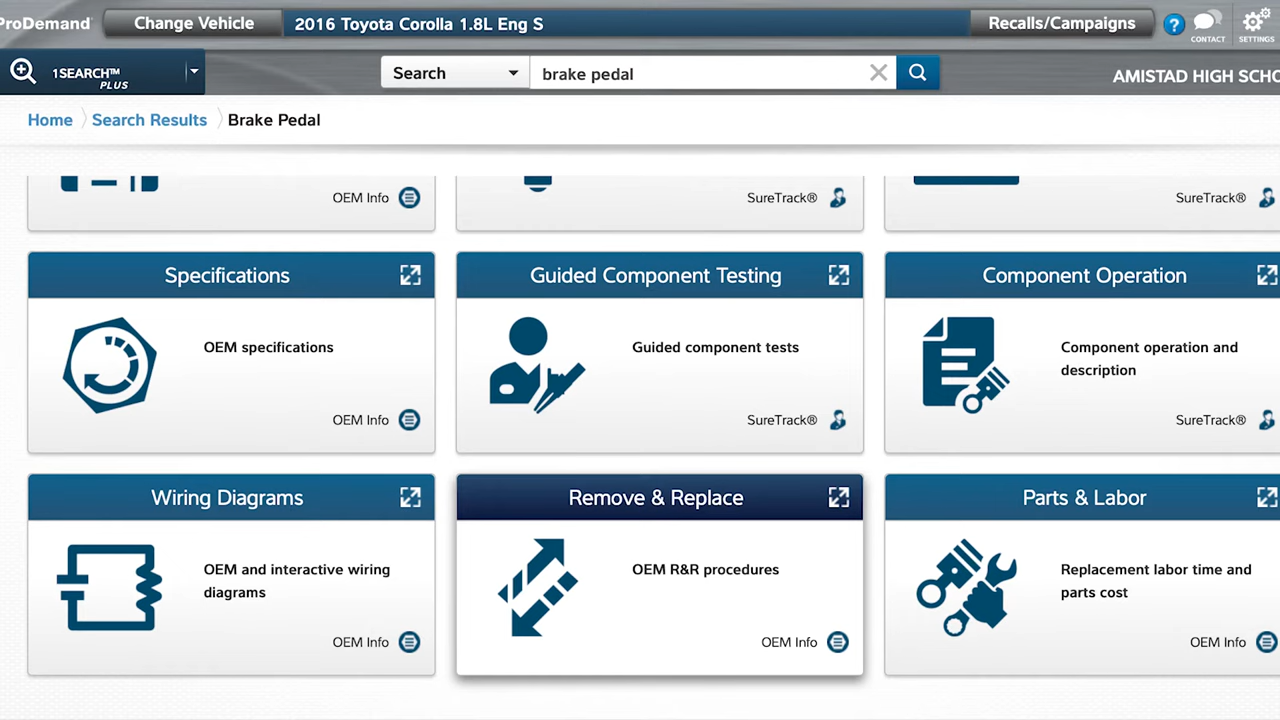 ProDemand
Change Vehicle
2016 Toyota Corolla 1.8L Eng S
Recalls/Campaigns
?
CONTACT
SETTINGS
1SEARCH™
PLUS
Search
brake pedal
AMISTAD HIGH SCHO
Home
Search Results
Brake Pedal
OEM Info
SureTrack®
SureTrack®
Specifications
OEM specifications
OEM Info
Guided Component Testing
Guided component tests
SureTrack®
Component Operation
Component operation and
description
SureTrack®
Wiring Diagrams
OEM and interactive wiring
diagrams
OEM Info
Remove & Replace
OEM R&R procedures
OEM Info
Parts & Labor
Replacement labor time and
parts cost
OEM Info